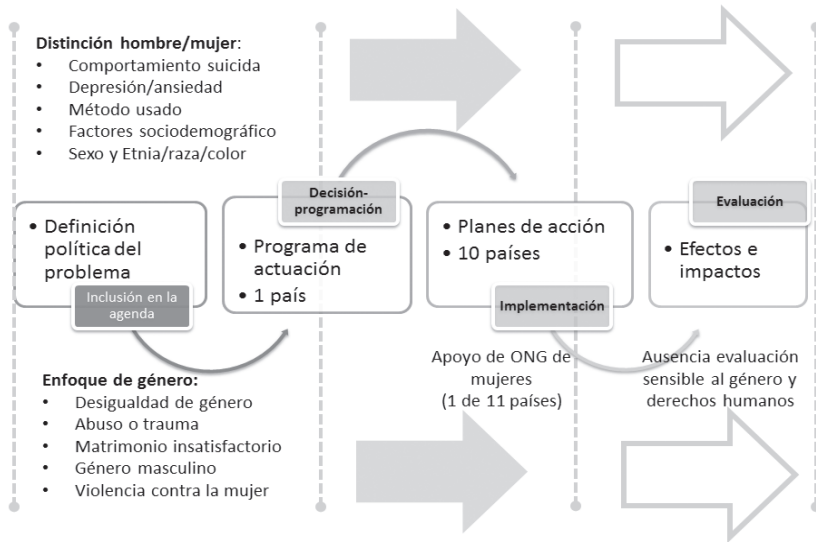 Distinción hombre/mujer:
• Comportamiento suicida
• Depresión/ansiedad
• Método usado
• Factores sociodemográfico
• Sexo y Etnia/raza/color
• Definición
política del
problema
Inclusión en la
agenda
Decisión-
programación
• Programa de
actuación
• 1 país
• Planes de acción
• 10 países
Implementación
Evaluación
• Efectos e
impactos
Enfoque de género:
• Desigualdad de género
• Abuso o trauma
• Matrimonio insatisfactorio
• Género masculino
• Violencia contra la mujer
Apoyo de ONG de
mujeres
(1 de 11 países)
Ausencia evaluación
sensible al género y
derechos humanos